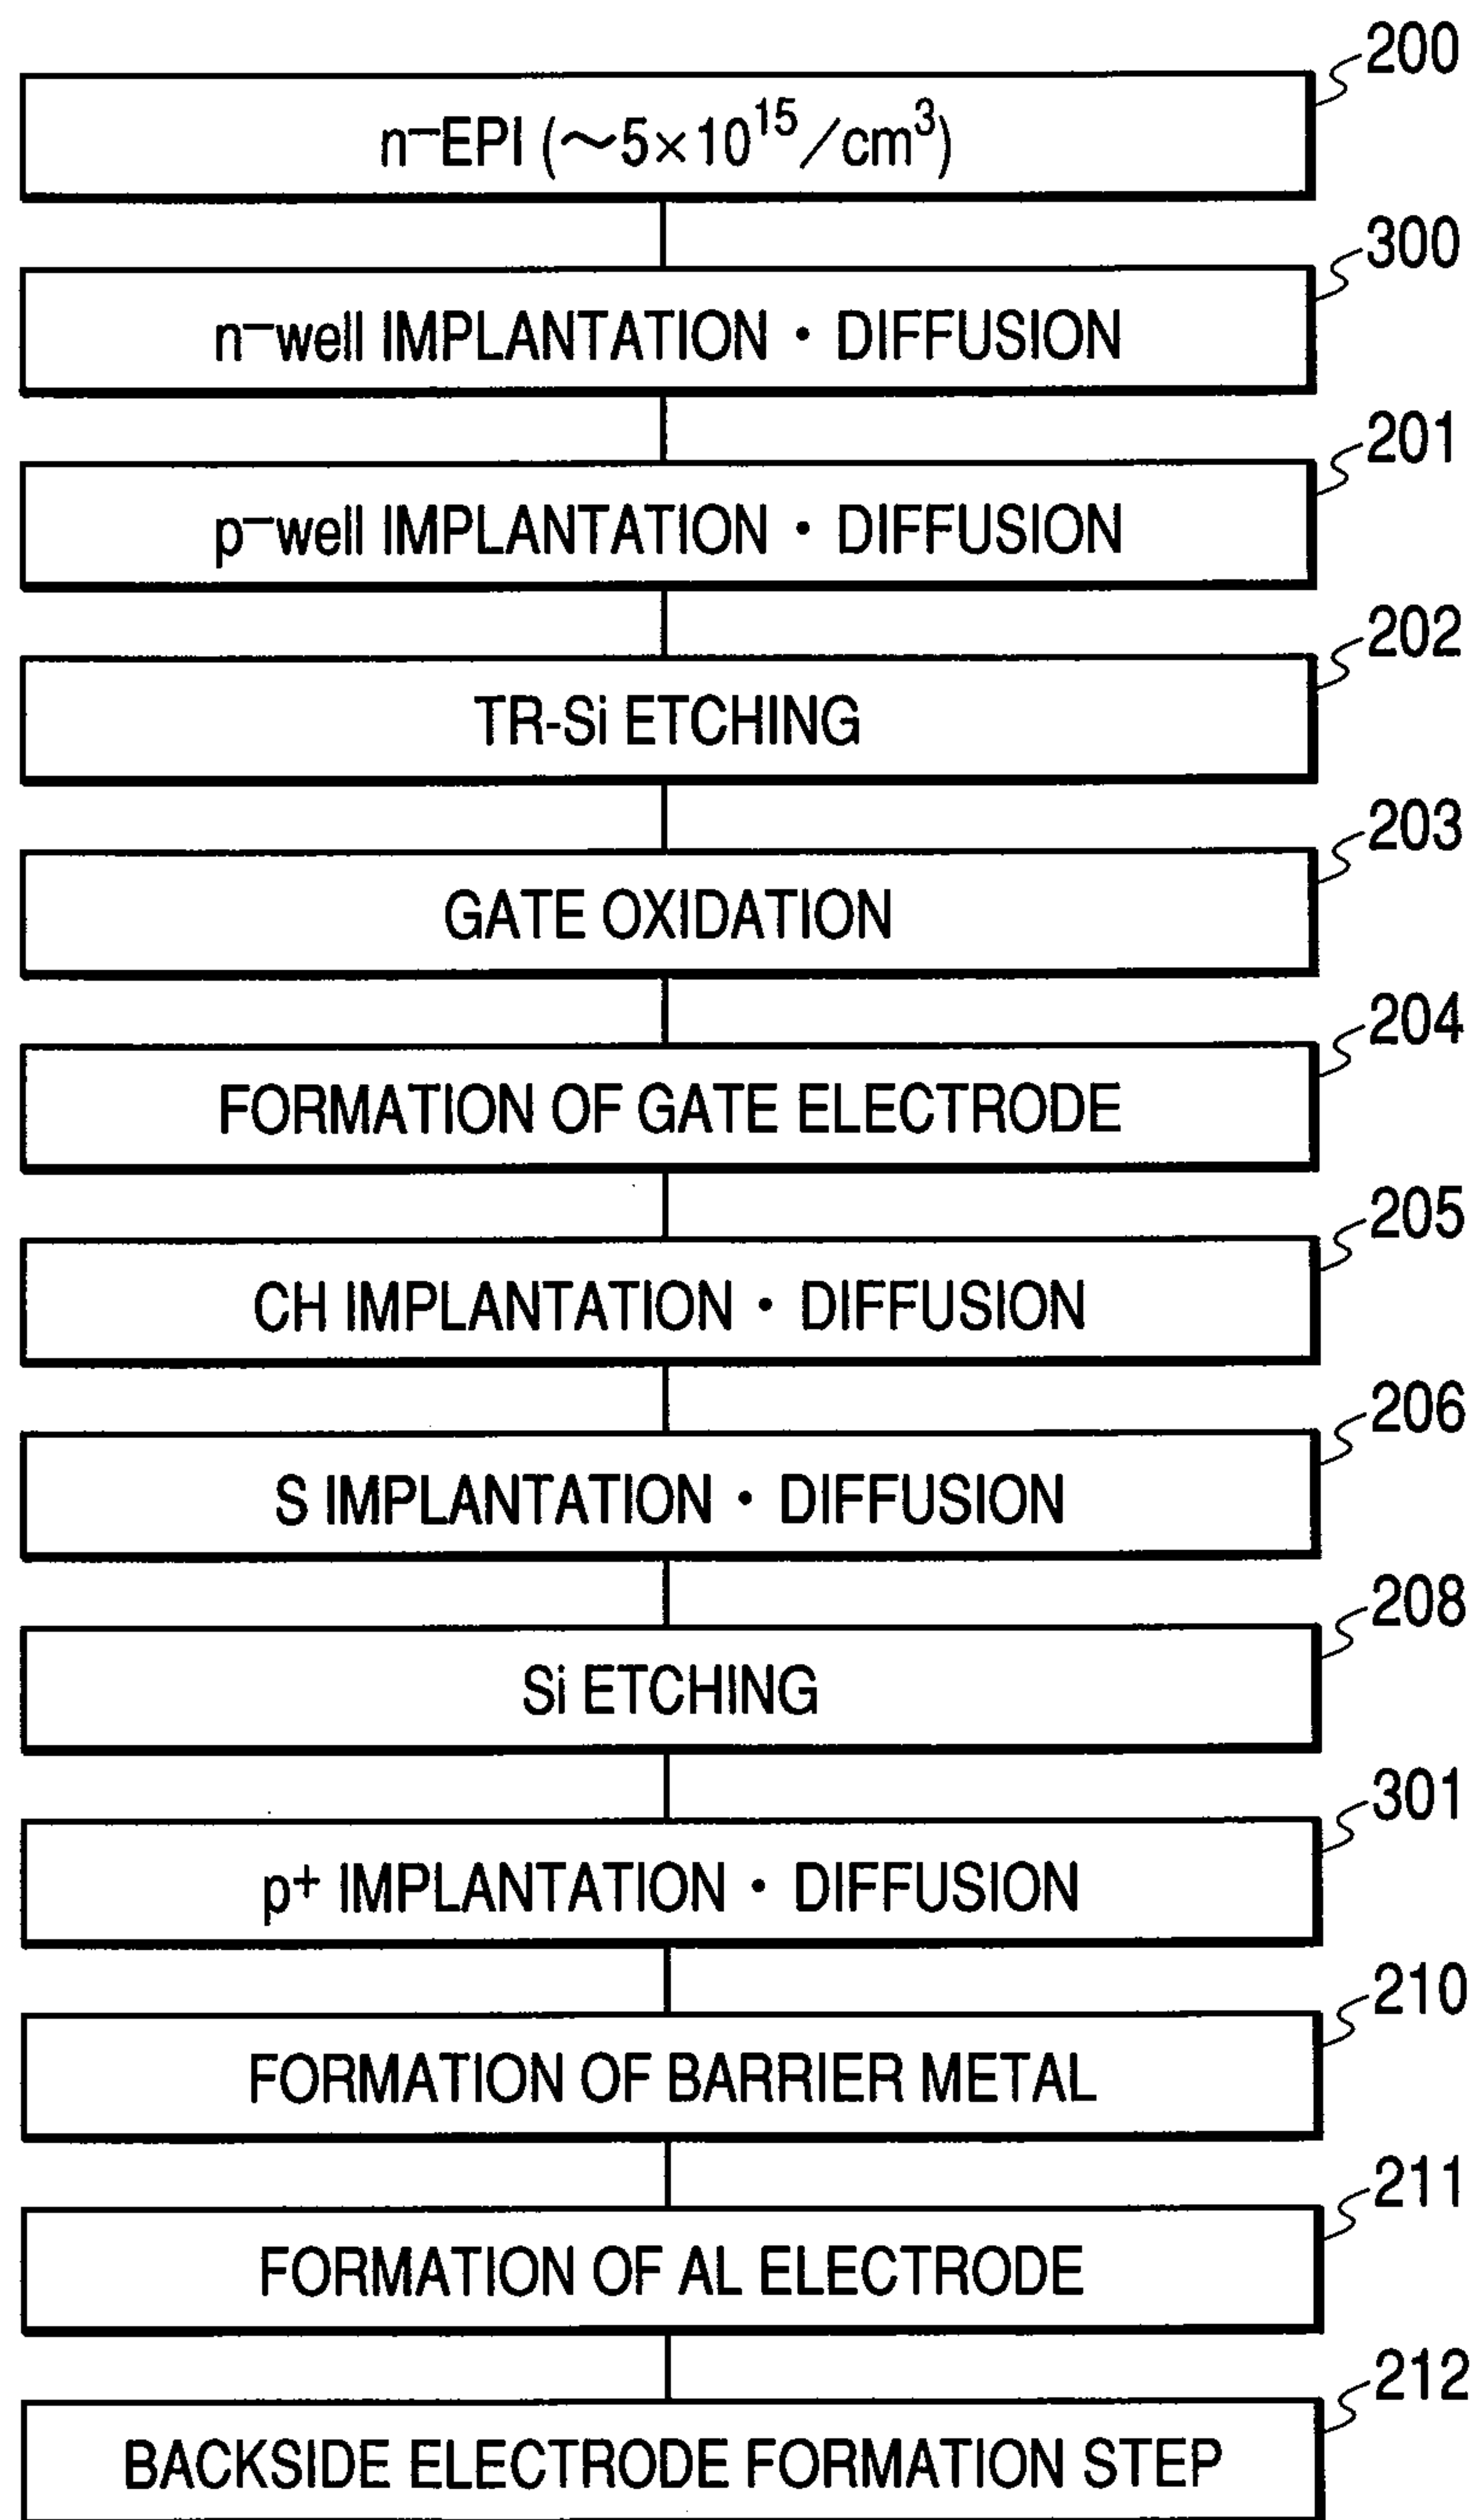 200
n⁻EPI (~5×10¹⁵/cm³)
300
n⁻well IMPLANTATION・DIFFUSION
201
p⁻well IMPLANTATION・DIFFUSION
202
TR-Si ETCHING
203
GATE OXIDATION
204
FORMATION OF GATE ELECTRODE
205
CH IMPLANTATION・DIFFUSION
206
S IMPLANTATION・DIFFUSION
208
Si ETCHING
301
p⁺ IMPLANTATION・DIFFUSION
210
FORMATION OF BARRIER METAL
211
FORMATION OF AL ELECTRODE
212
BACKSIDE ELECTRODE FORMATION STEP